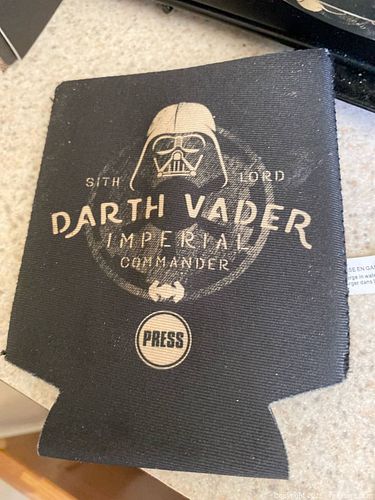 SITH LORD
DARTH VADER
IMPERIAL
COMMANDER
PRESS